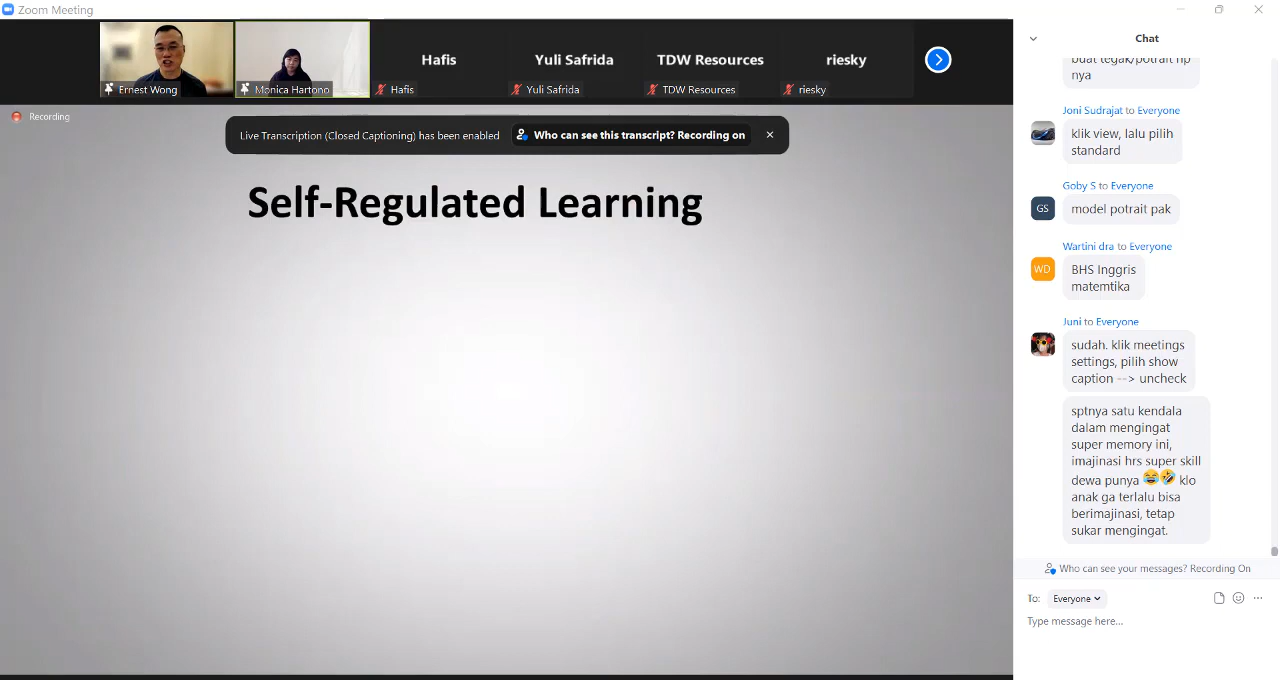 Zoom Meeting
Hafis
Yuli Safrida
TDW Resources
riesky
Ernest Wong
Monica Hartono
Hafis
Yuli Safrida
TDW Resources
riesky
Recording
Live Transcription (Closed Captioning) has been enabled
Who can see this transcript? Recording on
Self-Regulated Learning
Chat
buat tegak/potrait np
nya
Joni Sudrajat to Everyone
klik view, lalu pilih
standard
Goby S to Everyone
GS
model potrait pak
Wartini dra to Everyone
WD
BHS Inggris
matemtika
Juni to Everyone
sudah. klik meetings
settings, pilih show
caption --> uncheck
sptnya satu kendala
dalam mengingat
super memory ini,
imajinasi hrs super skill
dewa punya 😂🤣 klo
anak ga terlalu bisa
berimajinasi, tetap
sukar mengingat.
Who can see your messages? Recording On
To: Everyone
Type message here...